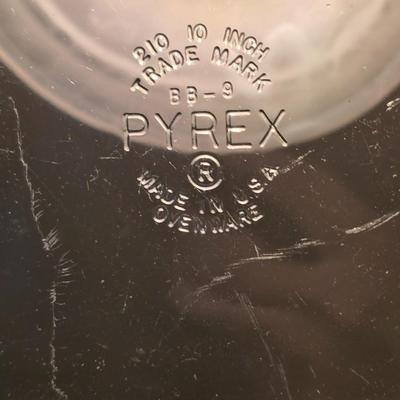 210 10 INCH
TRADE MARK
BB-9
PYREX
®
MADE IN U.S.A
OVENWARE